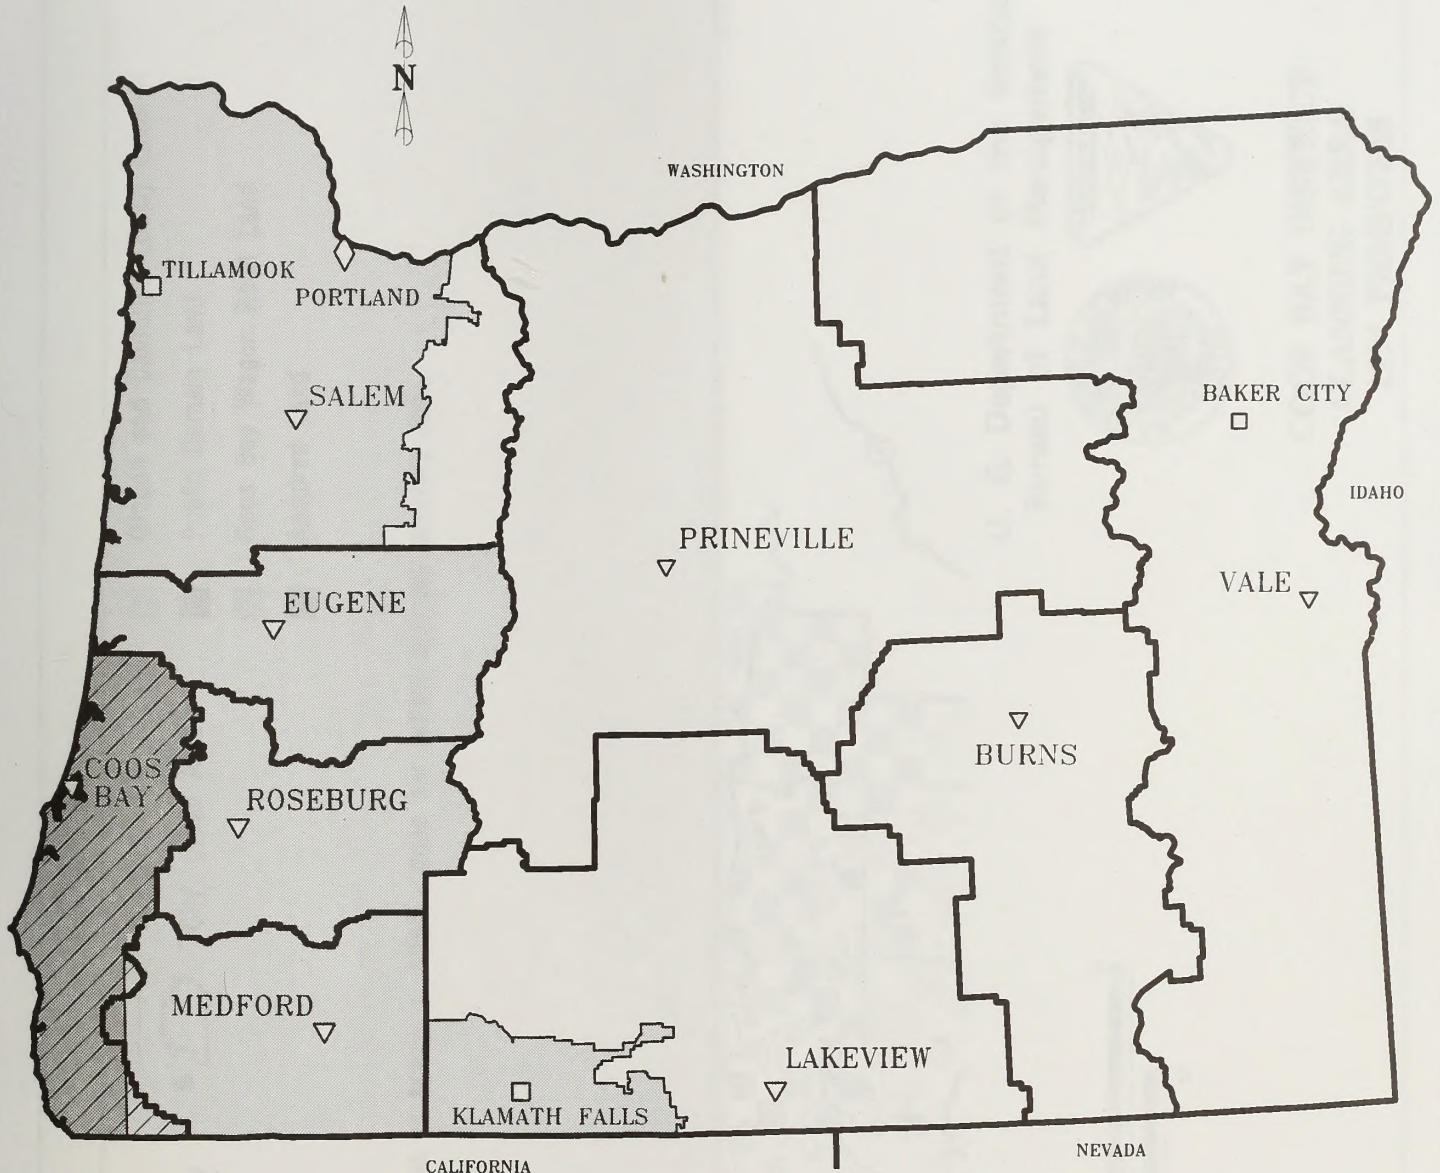 N
WASHINGTON
TILLAMOOK
PORTLAND
SALEM
BAKER CITY
IDAHO
PRINEVILLE
VALE
EUGENE
BURNS
COOS
BAY
ROSEBURG
MEDFORD
LAKEVIEW
KLAMATH FALLS
NEVADA
CALIFORNIA